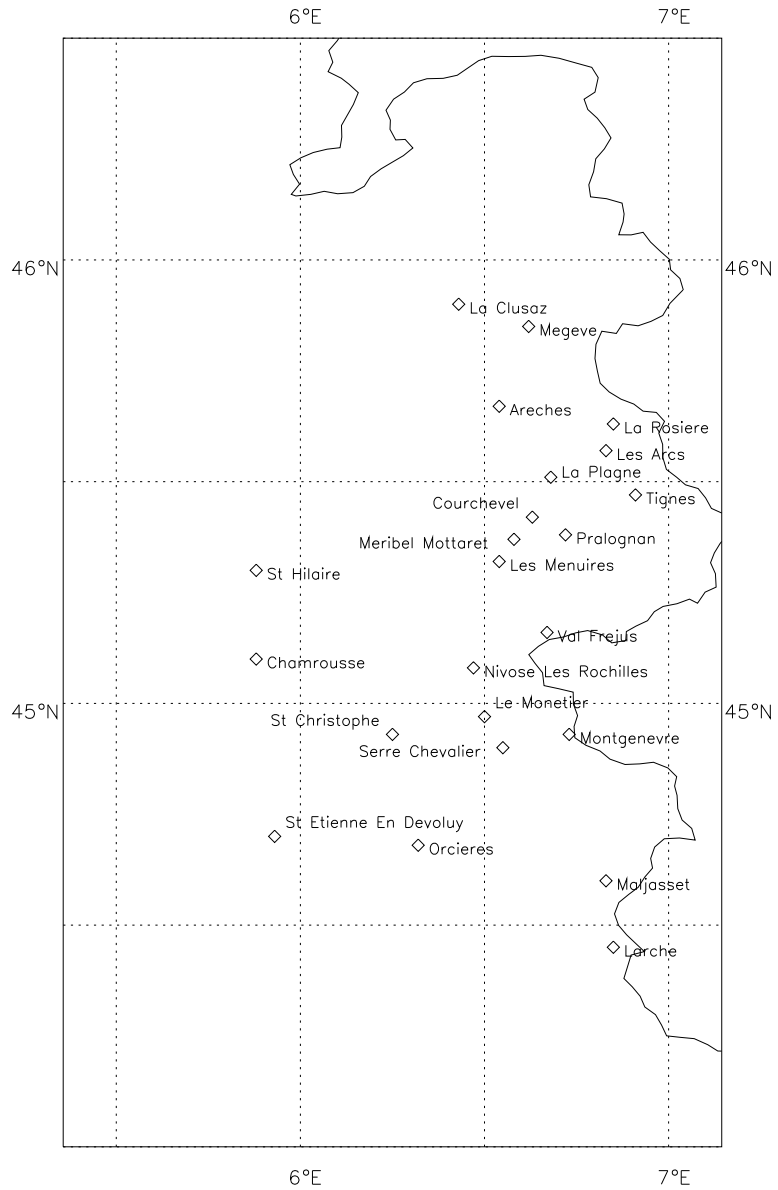 6°E 7°E
46°N 46°N
La Clusaz
Megeve
Areches
La Rosiere
Les Arcs
La Plagne
Tignes
Courchevel
Pralognan
Meribel Mottaret
Les Menuires
St Hilaire
Val Frejus
Chamrousse
Nivose Les Rochilles
Le Monetier
45°N 45°N
St Christophe
Montgenevre
Serre Chevalier
St Etienne En Devoluy
Orcieres
Maljasset
Larche
6°E 7°E